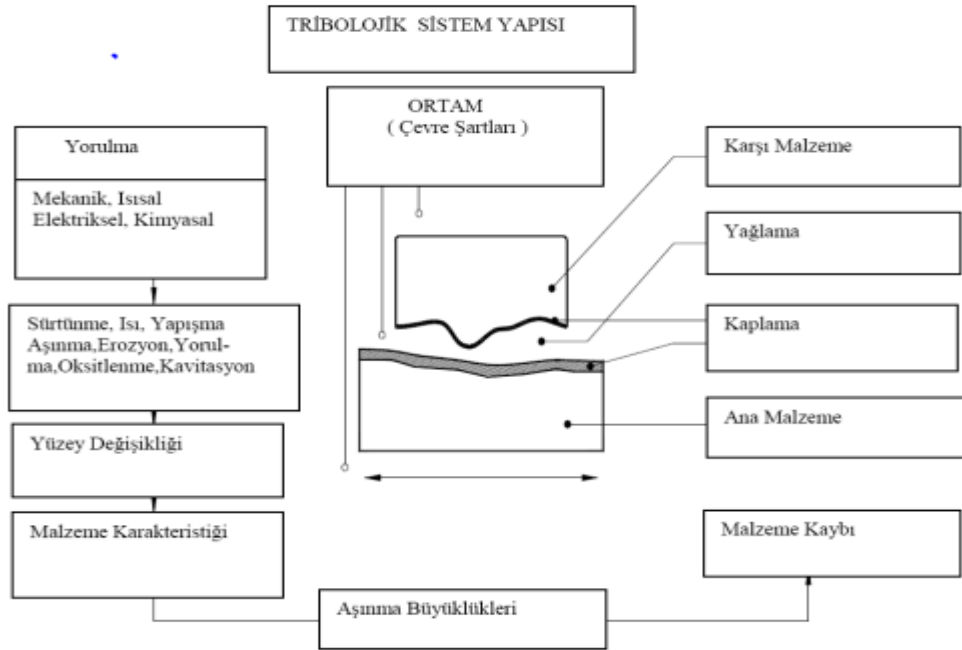 TRİBOLOJİK SİSTEM YAPISI
ORTAM
( Çevre Şartları )
Yorulma
Mekanik, Isısal
Elektriksel, Kimyasal
Sürtünme, Isı, Yapışma
Aşınma,Erozyon,Yorul-
ma,Oksitlenme,Kavitasyon
Yüzey Değişikliği
Malzeme Karakteristiği
Karşı Malzeme
Yağlama
Kaplama
Ana Malzeme
Malzeme Kaybı
Aşınma Büyüklükleri